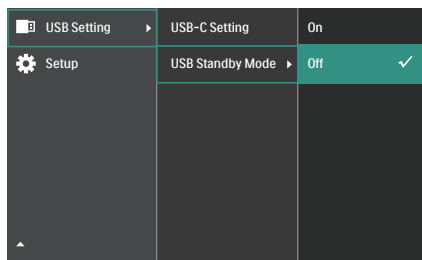 USB Setting
USB-C Setting
On
Setup
USB Standby Mode
Off